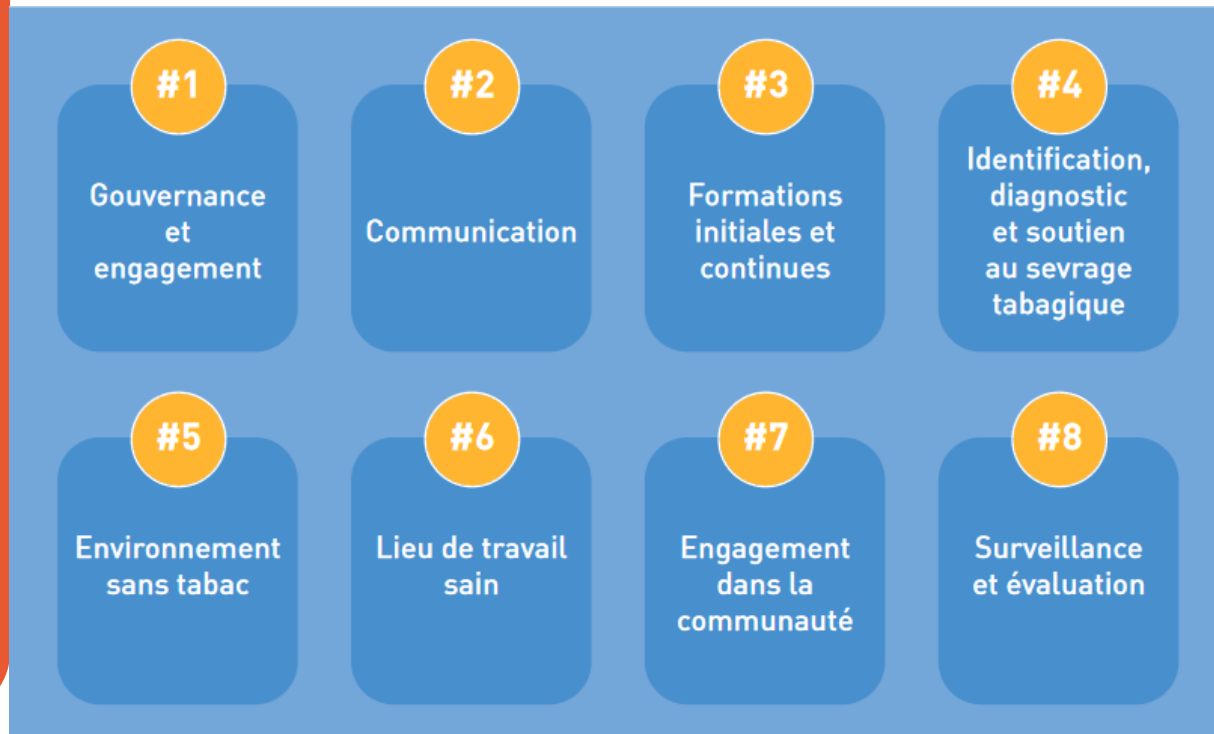 #1
Gouvernance
et
engagement
#2
Communication
#3
Formations
initiales et
continues
#4
Identification,
diagnostic
et soutien
au sevrage
tabagique
#5
Environnement
sans tabac
#6
Lieu de travail
sain
#7
Engagement
dans la
communauté
#8
Surveillance
et évaluation